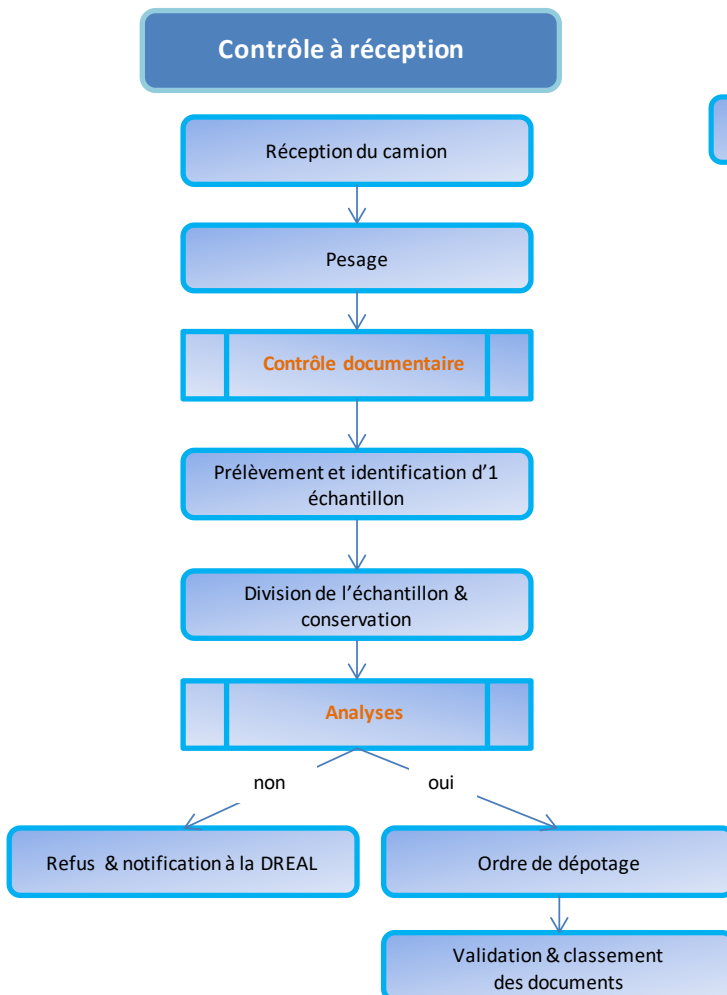 Contrôle à réception
Réception du camion
Pesage
Contrôle documentaire
Prélèvement et identification d’1
échantillon
Division de l’échantillon &
conservation
Analyses
non
oui
Refus & notification à la DREAL
Ordre de dépotage
Validation & classement
des documents